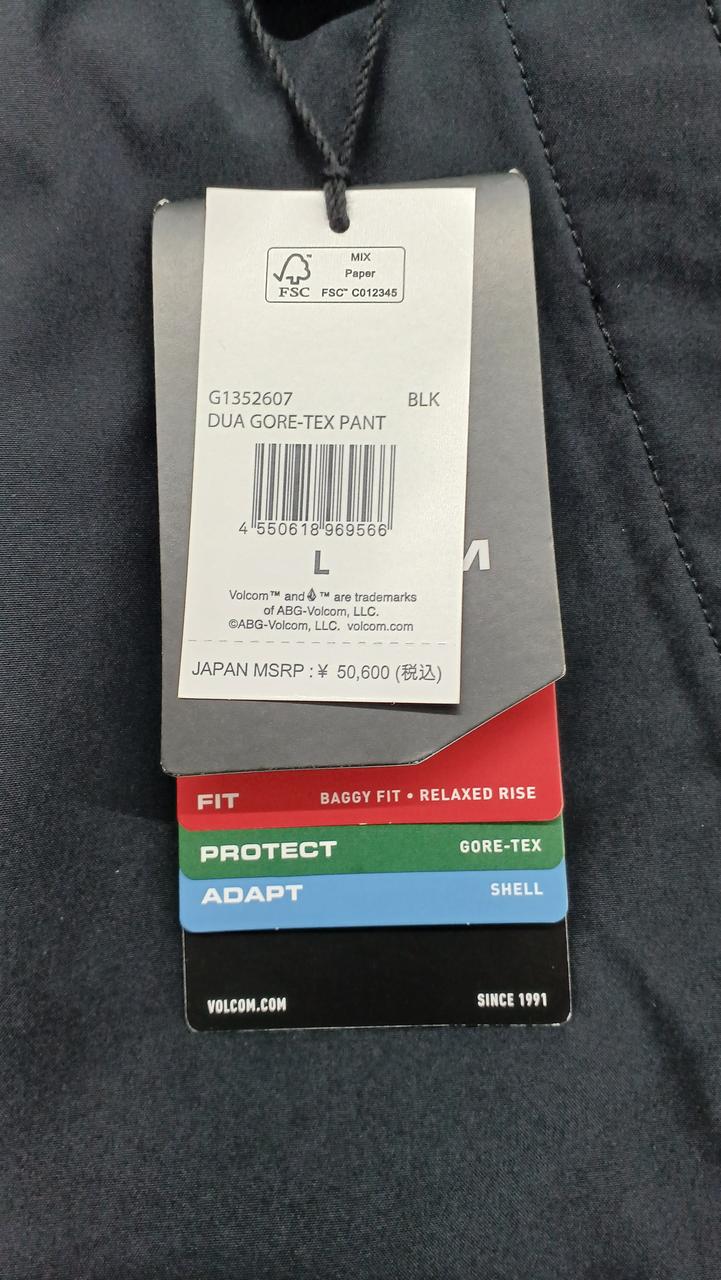 MIX
Paper
FSC
FSC™ C012345
G1352607 BLK
DUA GORE-TEX PANT
4 550618 969566
L
Volcom™ and ™ are trademarks
of ABG-Volcom, LLC.
©ABG-Volcom, LLC. volcom.com
JAPAN MSRP : ¥ 50,600 (税込)
FIT BAGGY FIT • RELAXED RISE
PROTECT GORE-TEX
ADAPT SHELL
VOLCOM.COM SINCE 1991